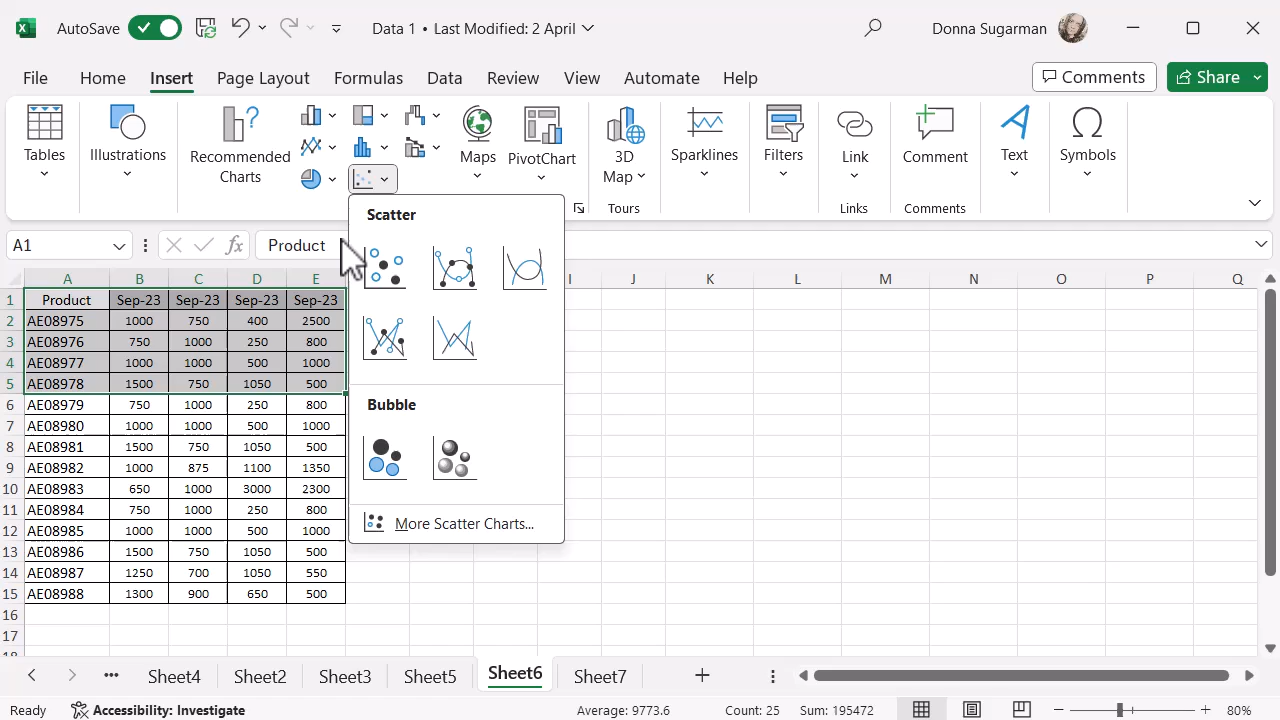 AutoSave Data 1 • Last Modified: 2 April Donna Sugarman
File Home Insert Page Layout Formulas Data Review View Automate Help Comments Share
Tables Illustrations Recommended Charts Maps PivotChart 3D Map Sparklines Filters Link Comment Text Symbols
Tours Links Comments
A1 fx Product
Scatter
Bubble
More Scatter Charts...
A B C D E I J K L M N O P Q
1 Product Sep-23 Sep-23 Sep-23 Sep-23
2 AE08975 1000 750 400 2500
3 AE08976 750 1000 250 800
4 AE08977 1000 1000 500 1000
5 AE08978 1500 750 1050 500
6 AE08979 750 1000 250 800
7 AE08980 1000 1000 500 1000
8 AE08981 1500 750 1050 500
9 AE08982 1000 875 1100 1350
10 AE08983 650 1000 3000 2300
11 AE08984 750 1000 250 800
12 AE08985 1000 1000 500 1000
13 AE08986 1500 750 1050 500
14 AE08987 1250 700 1050 550
15 AE08988 1300 900 650 500
16
17
18
Sheet4 Sheet2 Sheet3 Sheet5 Sheet6 Sheet7
Ready Accessibility: Investigate Average: 9773.6 Count: 25 Sum: 195472 80%